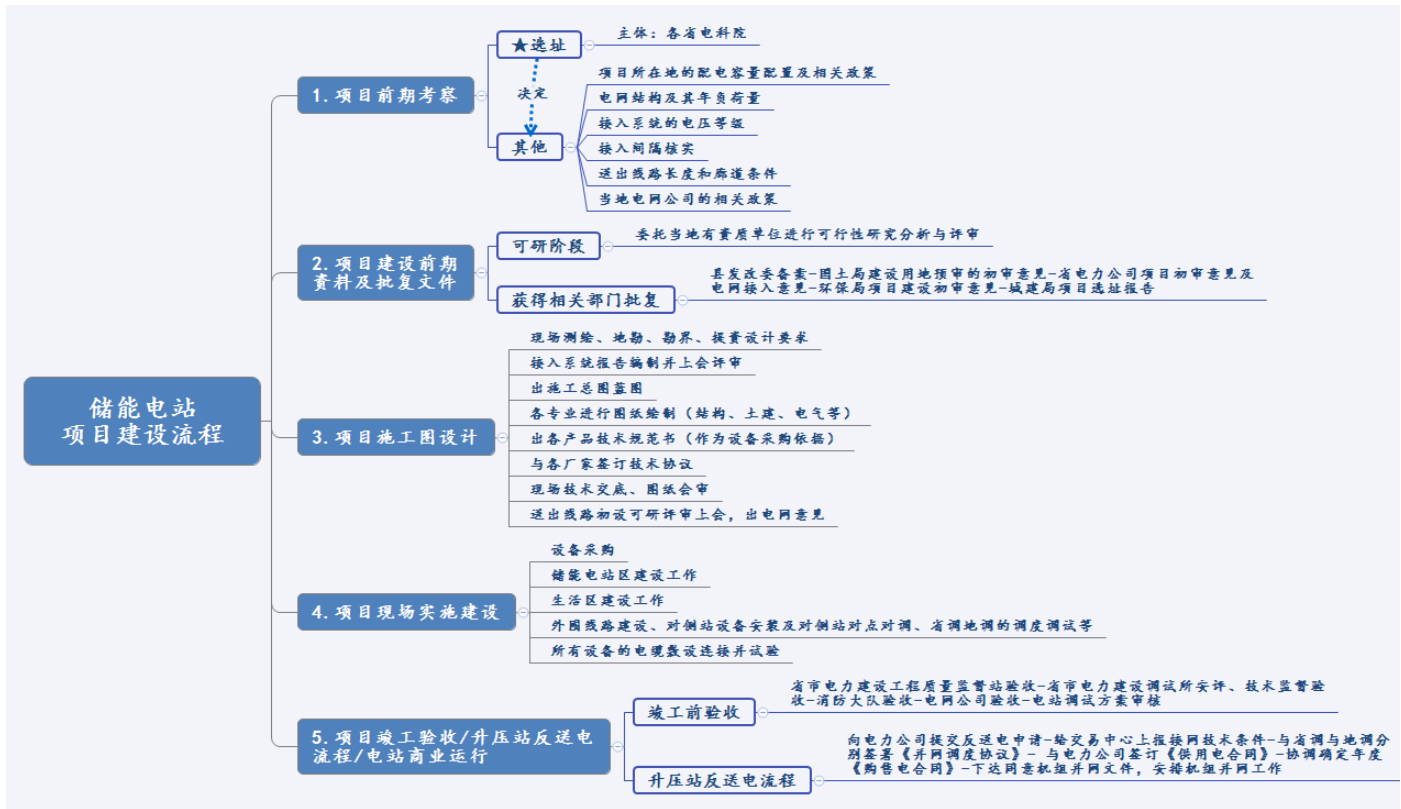 储能电站
项目建设流程
1.项目前期考察
★选址
主体：各省电科院
决定
其他
项目所在地的配电容量配置及相关政策
电网结构及其年负荷量
接入系统的电压等级
接入间隔核实
送出线路长度和廊道条件
当地电网公司的相关政策
2.项目建设前期
资料及批复文件
可研阶段
委托当地有资质单位进行可行性研究分析与评审
获得相关部门批复
县发改委备案-国土局建设用地预审的初审意见-省电力公司项目初审意见及
电网接入意见-环保局项目建设初审意见-城建局项目选址报告
3.项目施工图设计
现场测绘、地勘、勘界、提资设计要求
接入系统报告编制并上会评审
出施工总图蓝图
各专业进行图纸绘制（结构、土建、电气等）
出各产品技术规范书（作为设备采购依据）
与各厂家签订技术协议
现场技术交底、图纸会审
送出线路初设可研评审上会，出电网意见
4.项目现场实施建设
设备采购
储能电站区建设工作
生活区建设工作
外围线路建设、对侧站设备安装及对侧站对点对调、省调地调的调度调试等
所有设备的电缆敷设连接并试验
5.项目竣工验收/升压站反送电
流程/电站商业运行
竣工前验收
省市电力建设工程质量监督站验收-省市电力建设调试所安评、技术监督验
收-消防大队验收-电网公司验收-电站调试方案审核
升压站反送电流程
向电力公司提交反送电申请-给交易中心上报接网技术条件-与省调与地调分
别签署《并网调度协议》- 与电力公司签订《供用电合同》-协调确定年度
《购售电合同》-下达同意机组并网文件，安排机组并网工作